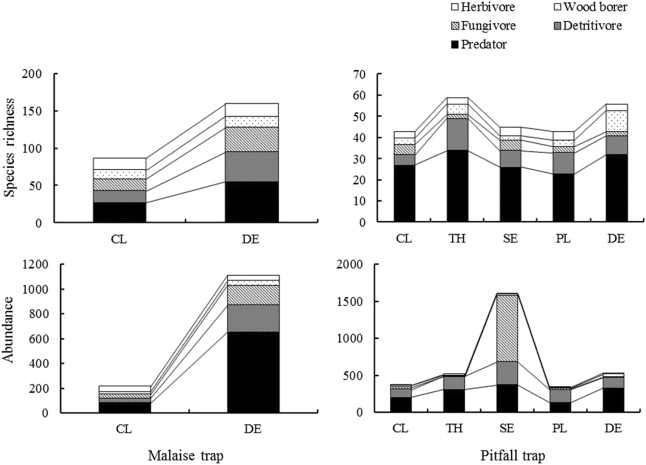 Herbivore
Wood borer
Fungivore
Detritivore
Predator
Species richness
200
150
100
50
0
CL
DE
70
60
50
40
30
20
10
0
CL
TH
SE
PL
DE
Abundance
1200
1000
800
600
400
200
0
CL
DE
Malaise trap
2000
1500
1000
500
0
CL
TH
SE
PL
DE
Pitfall trap